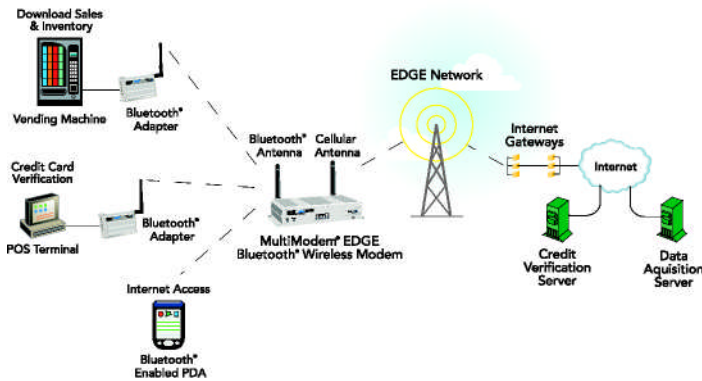 Download Sales
& Inventory
Vending Machine
Bluetooth®
Adapter
Credit Card
Verification
POS Terminal
Bluetooth®
Adapter
Internet Access
Bluetooth®
Enabled PDA
Bluetooth®
Antenna
Cellular
Antenna
MultiModem® EDGE
Bluetooth® Wireless Modem
EDGE Network
Internet
Gateways
Internet
Credit
Verification
Server
Data
Aquisition
Server